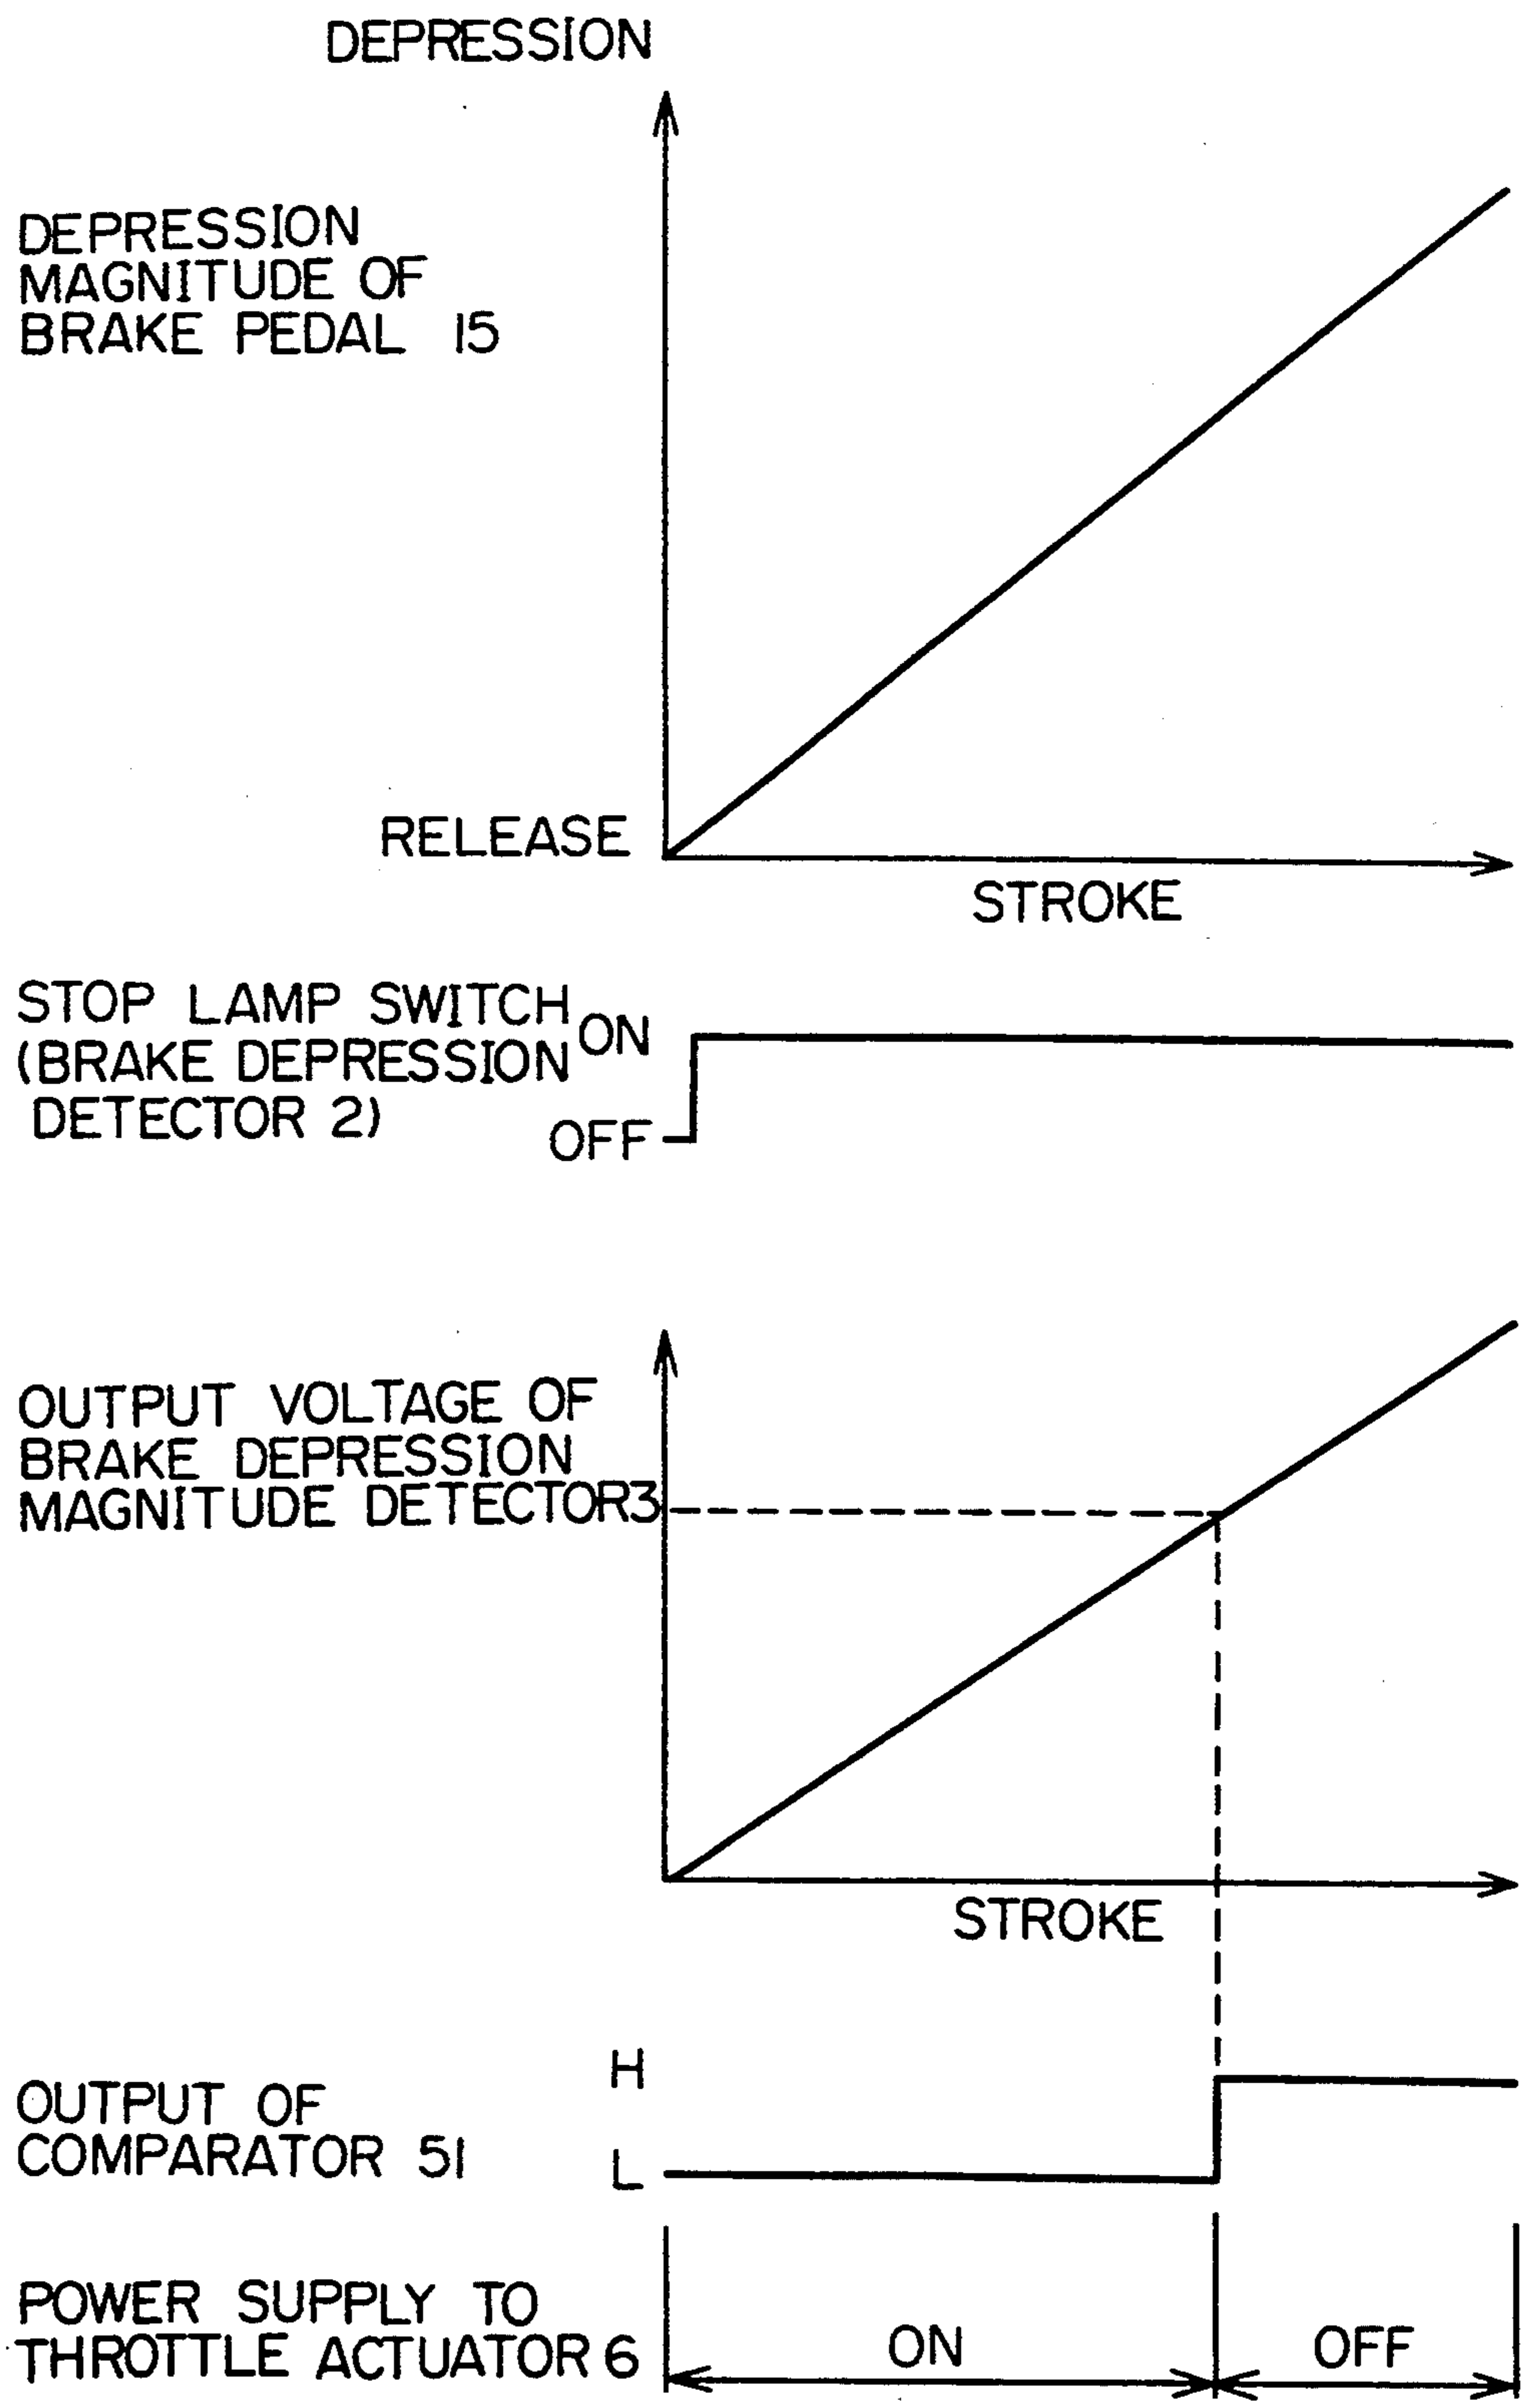 DEPRESSION
DEPRESSION
MAGNITUDE OF
BRAKE PEDAL 15
RELEASE
STROKE
STOP LAMP SWITCH
(BRAKE DEPRESSION
DETECTOR 2)
ON
OFF
OUTPUT VOLTAGE OF
BRAKE DEPRESSION
MAGNITUDE DETECTOR3
STROKE
OUTPUT OF
COMPARATOR 51
H
L
POWER SUPPLY TO
THROTTLE ACTUATOR 6
ON
OFF